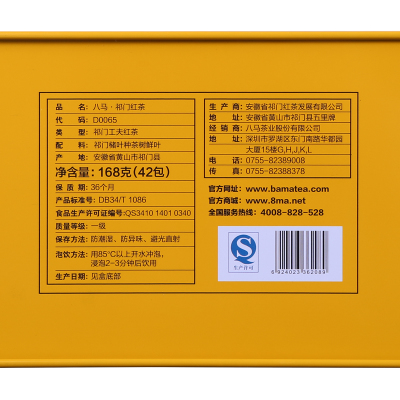 品 名：八马·祁门红茶
代 码：D0065
类 型：祁门工夫红茶
配 料：祁门槠叶种茶树鲜叶
产 地：安徽省黄山市祁门县
净含量：168克(42包)
保 质 期：36个月
产品标准号：DB34/T 1086
食品生产许可证编号:QS3410 1401 0340
质量等级：一级
保存方法：防潮湿、防异味、避光直射
泡饮方法：用85℃以上开水冲泡，
浸泡2-3分钟后饮用
生产日期：见盒底部
生 产 商：安徽省祁门红茶发展有限公司
地 址：安徽省黄山市祁门县五里牌
经 销 商：八马茶业股份有限公司
地 址：深圳市罗湖区东门南路华都园
大厦15楼G,H,J,K,L
电 话：0755-82389008
传 真：0755-82388378
官方网址：www.bamatea.com
官方商城：www.8ma.net
全国服务热线：4008-828-528
生产许可
6 924023 362089